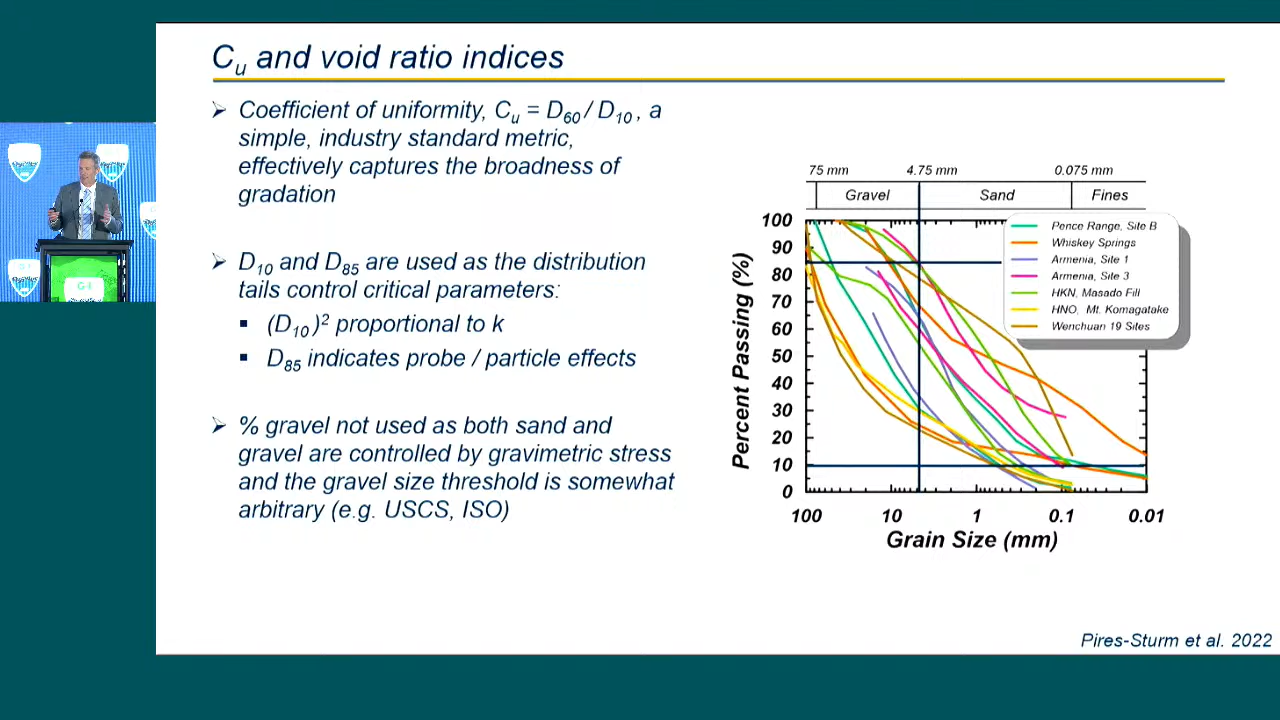 Cu and void ratio indices
➢ Coefficient of uniformity, Cu = D60 / D10 , a
simple, industry standard metric,
effectively captures the broadness of
gradation
➢ D10 and D85 are used as the distribution
tails control critical parameters:
▪ (D10 )² proportional to k
▪ D85 indicates probe / particle effects
➢ % gravel not used as both sand and
gravel are controlled by gravimetric stress
and the gravel size threshold is somewhat
arbitrary (e.g. USCS, ISO)
75 mm 4.75 mm 0.075 mm
Gravel Sand Fines
Percent Passing (%)
100
90
80
70
60
50
40
30
20
10
0
Pence Range, Site B
Whiskey Springs
Armenia, Site 1
Armenia, Site 3
HKN, Masado Fill
HNO, Mt. Komagatake
Wenchuan 19 Sites
100 10 1 0.1 0.01
Grain Size (mm)
Pires-Sturm et al. 2022